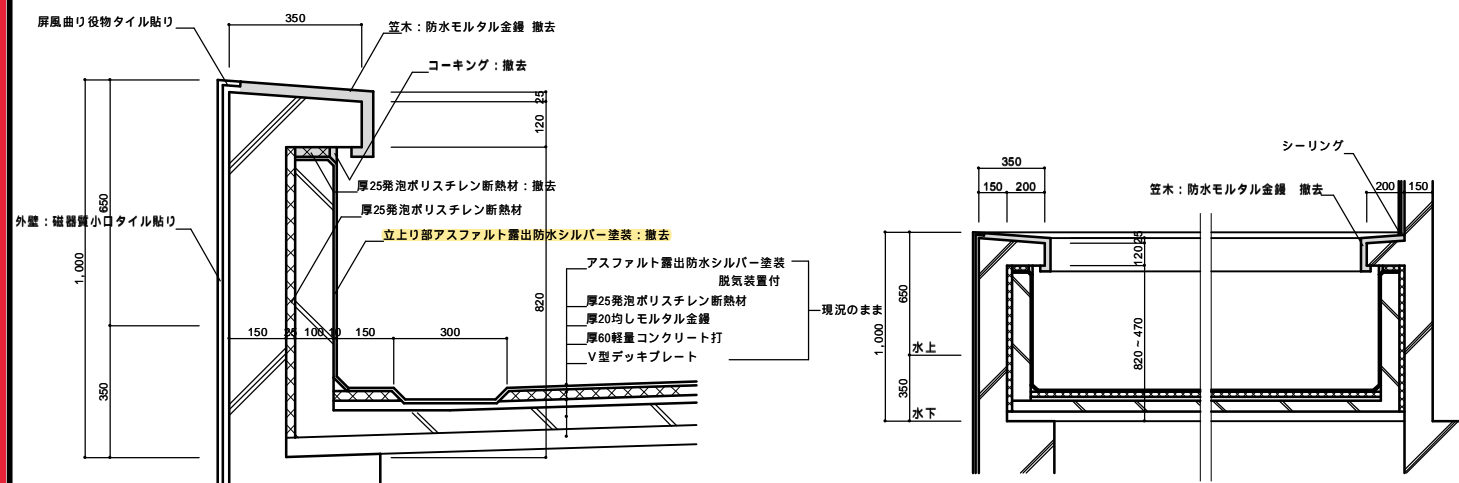 屏風曲り役物タイル貼り
350
笠木：防水モルタル金鏝 撤去
コーキング：撤去
25
120
厚25発泡ポリスチレン断熱材：撤去
厚25発泡ポリスチレン断熱材
立上り部アスファルト露出防水シルバー塗装：撤去
外壁：磁器質小口タイル貼り
650
1,000
350
820
アスファルト露出防水シルバー塗装
脱気装置付
厚25発泡ポリスチレン断熱材
厚20均しモルタル金鏝
厚60軽量コンクリート打
V型デッキプレート
現況のまま
150 25 100 10 150 300
シーリング
350
150 200
笠木：防水モルタル金鏝 撤去
200 150
25
120
650
1,000
820～470
水上
350
水下